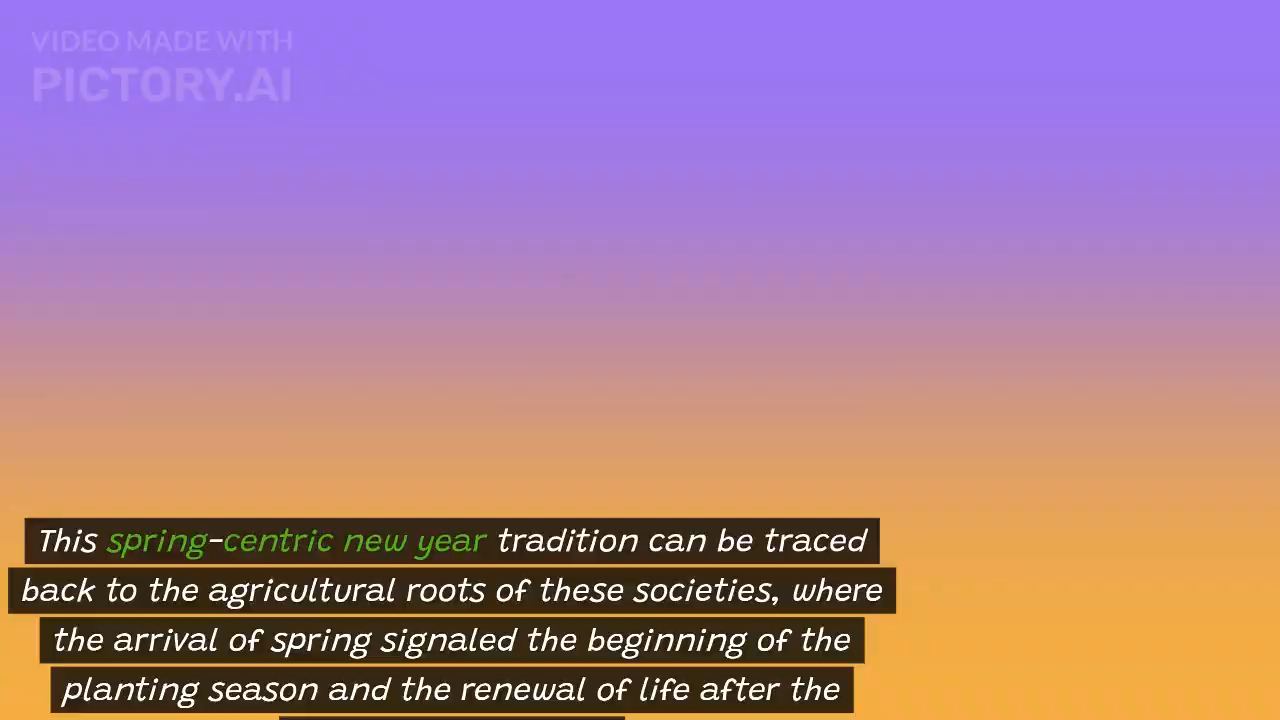 VIDEO MADE WITH
PICTORY.AI
This spring-centric new year tradition can be traced
back to the agricultural roots of these societies, where
the arrival of spring signaled the beginning of the
planting season and the renewal of life after the